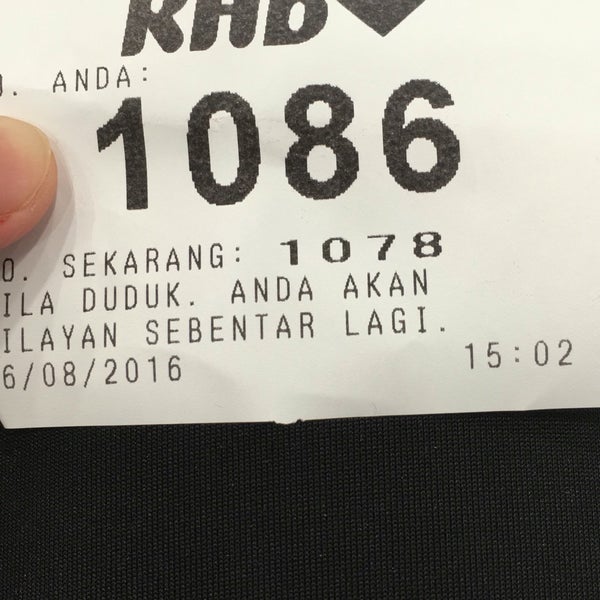 RHB
. ANDA:
1086
O. SEKARANG: 1078
ILA DUDUK. ANDA AKAN
ILAYAN SEBENTAR LAGI.
6/08/2016 15:02